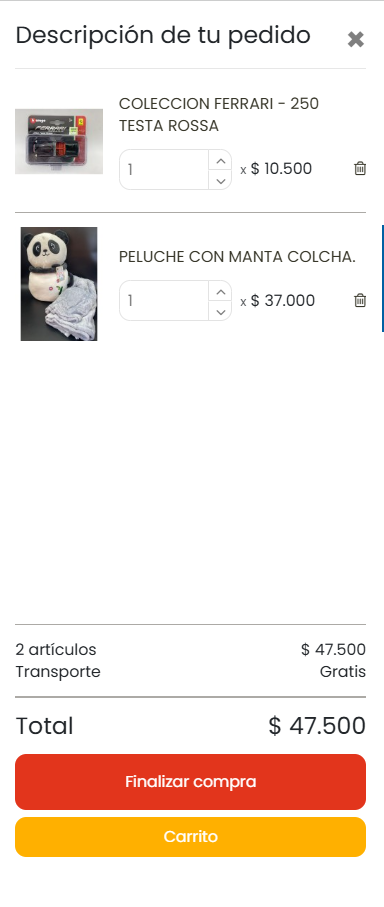 Descripción de tu pedido
COLECCION FERRARI - 250
TESTA ROSSA
1
x $ 10.500
PELUCHE CON MANTA COLCHA.
1
x $ 37.000
2 artículos $ 47.500
Transporte Gratis
Total $ 47.500
Finalizar compra
Carrito